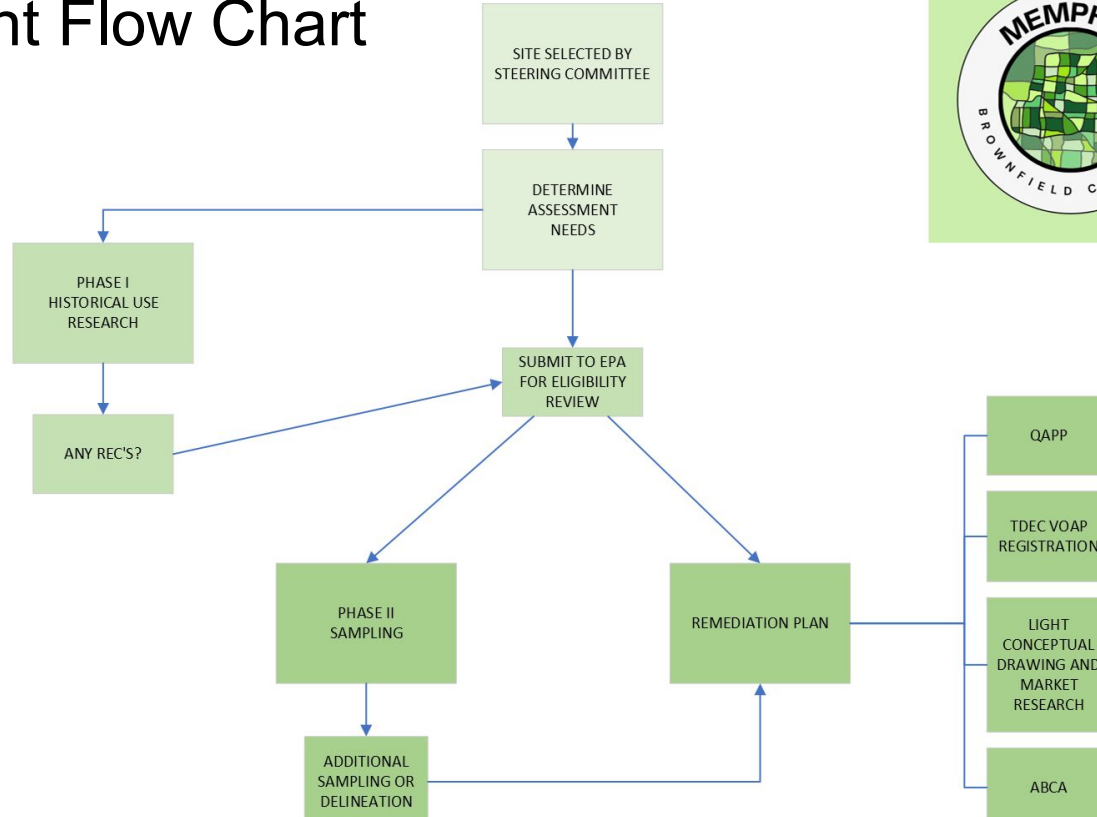 nt Flow Chart
SITE SELECTED BY
STEERING COMMITTEE
MEMPH
BROWNFIELD C
DETERMINE
ASSESSMENT
NEEDS
PHASE I
HISTORICAL USE
RESEARCH
SUBMIT TO EPA
FOR ELIGIBILITY
REVIEW
ANY REC'S?
QAPP
TDEC VOAP
REGISTRATION
PHASE II
SAMPLING
REMEDIATION PLAN
LIGHT
CONCEPTUAL
DRAWING AND
MARKET
RESEARCH
ADDITIONAL
SAMPLING OR
DELINEATION
ABCA